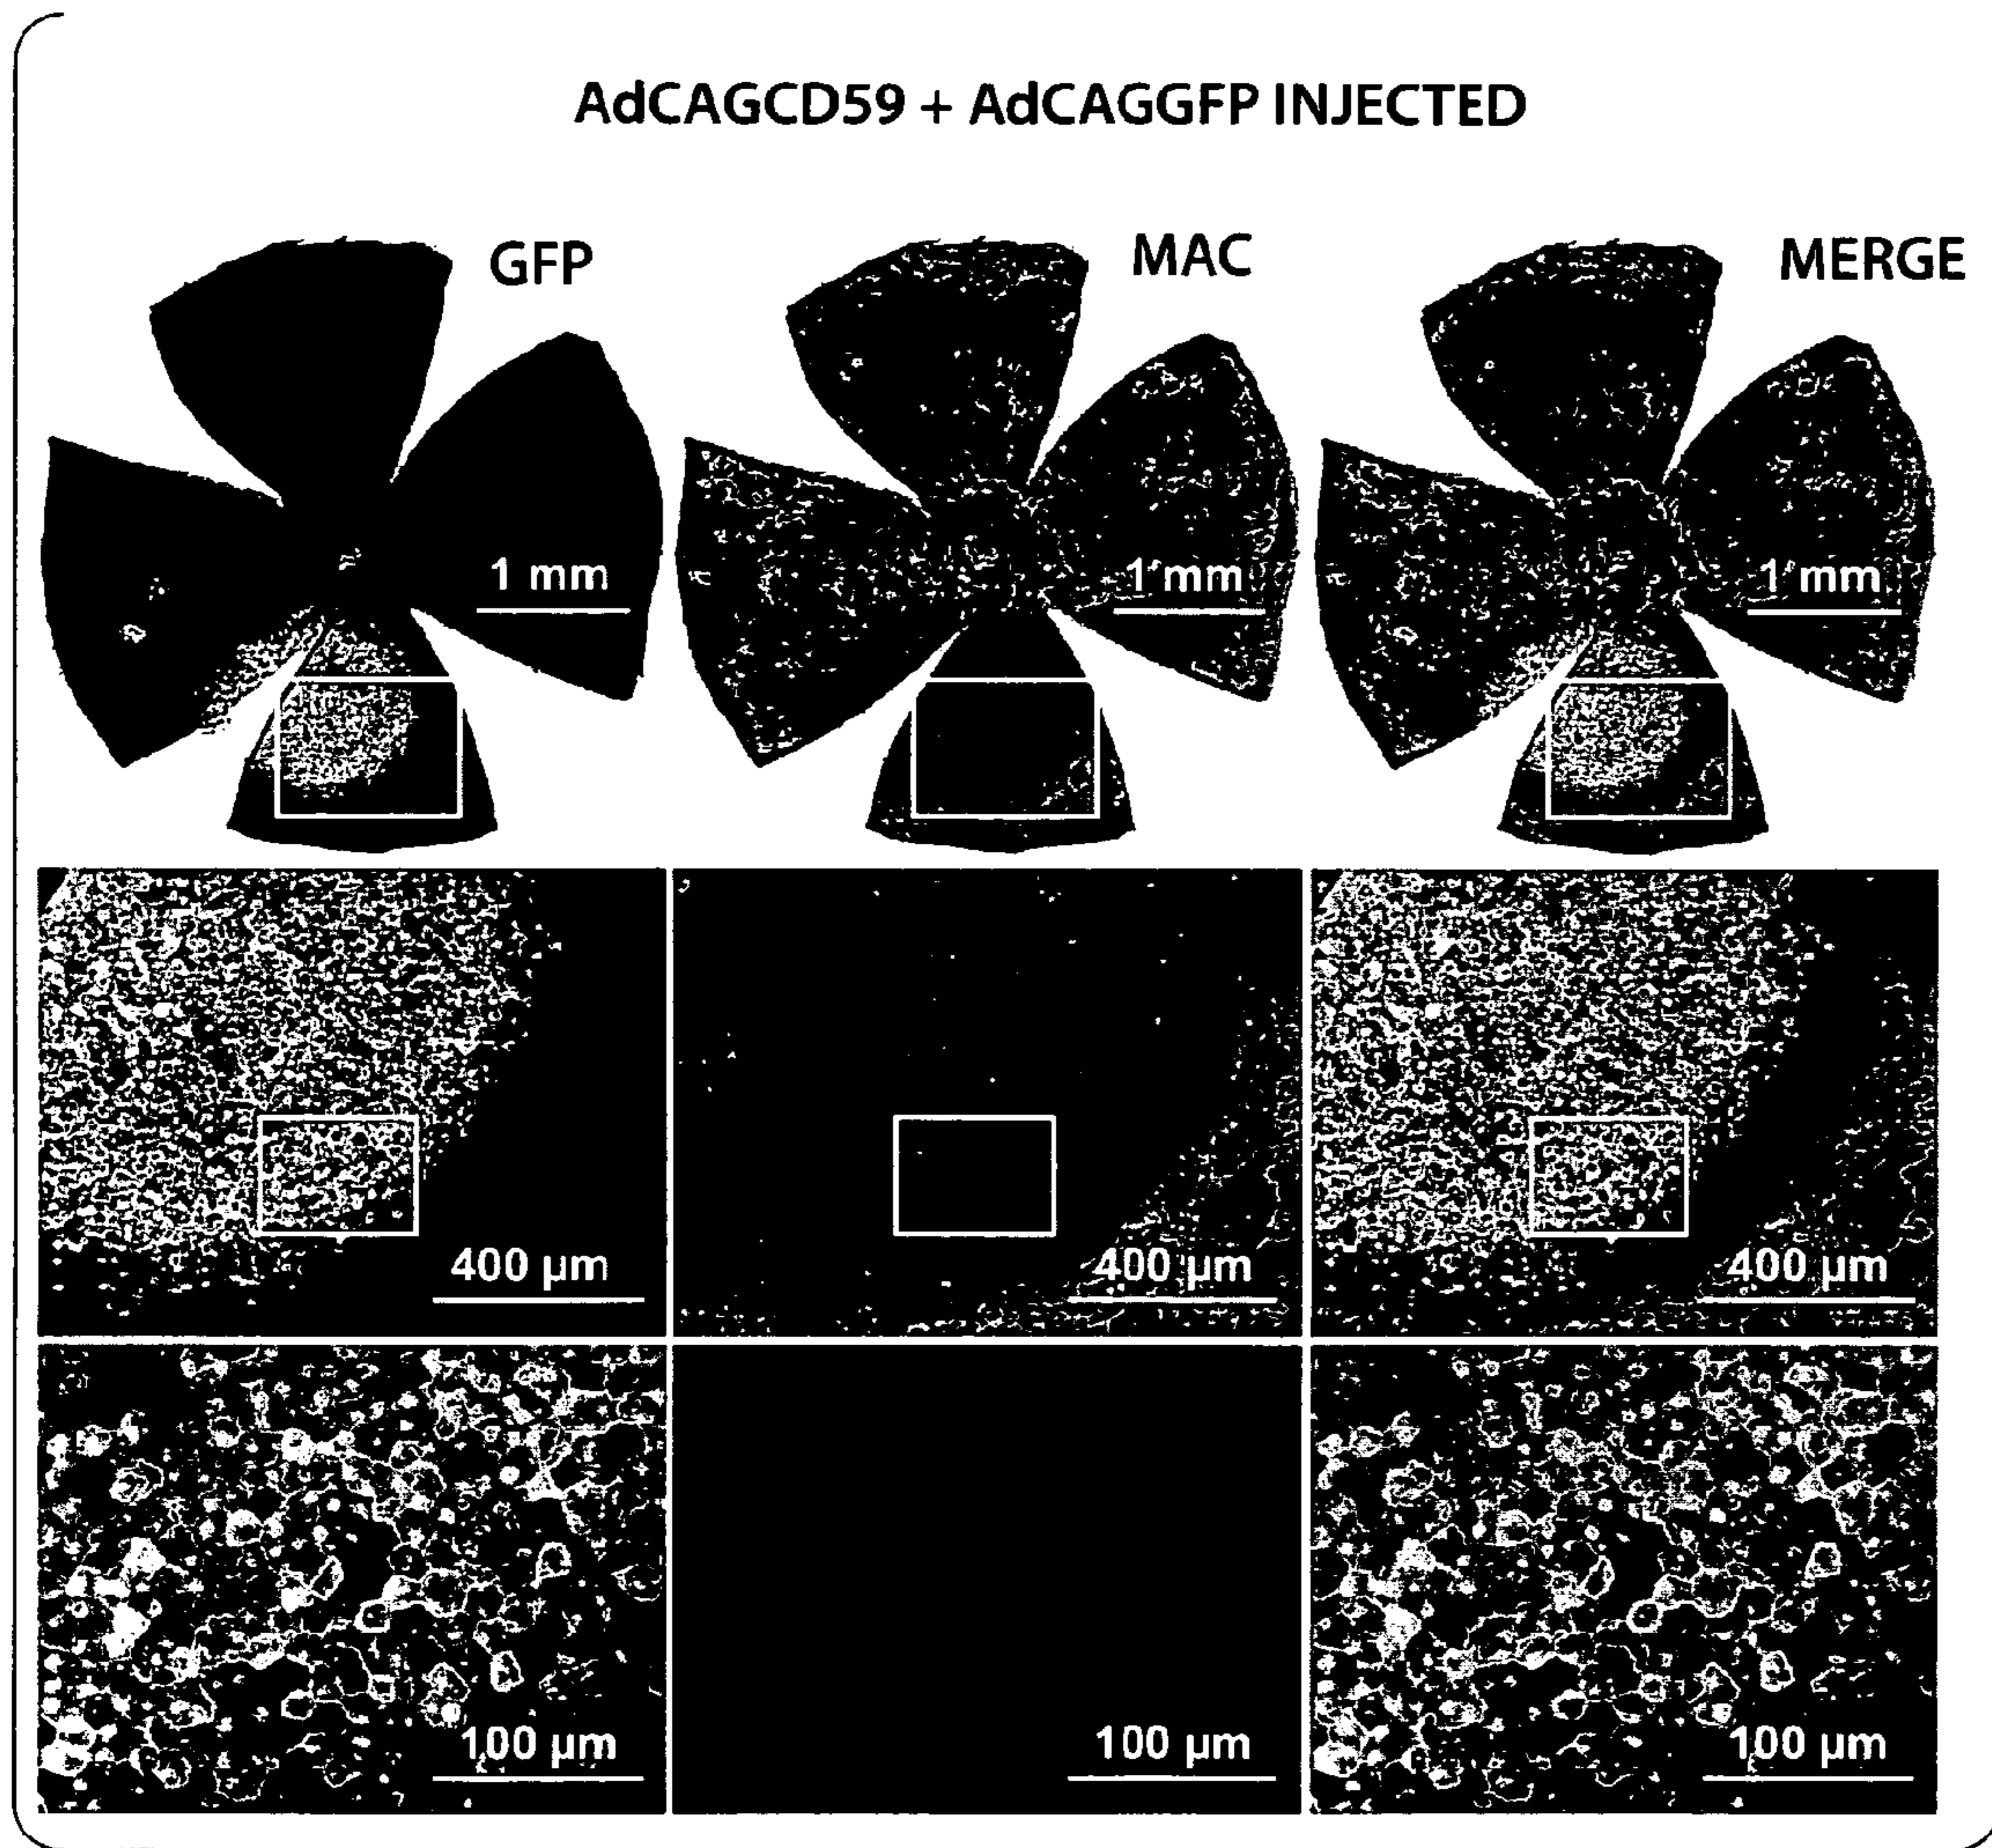 AdCAGCD59 + AdCAGGFP INJECTED
GFP
MAC
MERGE
1 mm
1 mm
1 mm
400 µm
400 µm
400 µm
100 µm
100 µm
100 µm